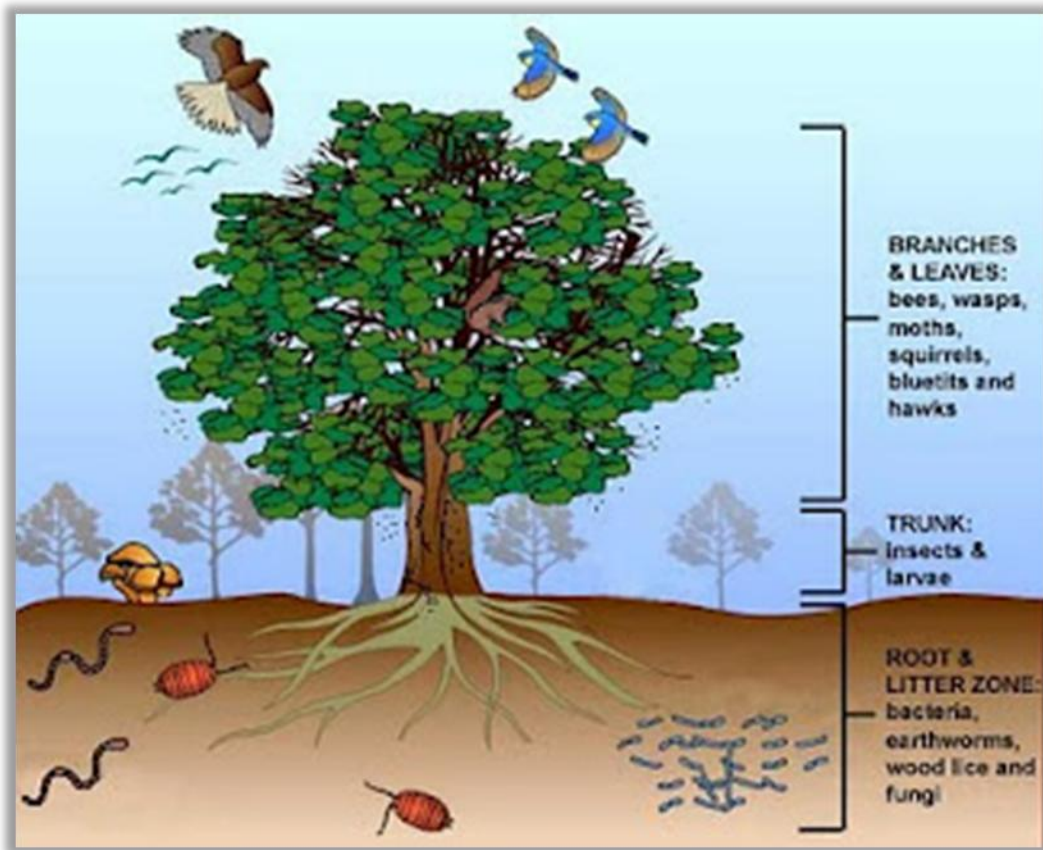 BRANCHES
& LEAVES:
bees, wasps,
moths,
squirrels,
bluetits and
hawks
TRUNK:
insects &
larvae
ROOT &
LITTER ZONE:
bacteria,
earthworms,
wood lice and
fungi